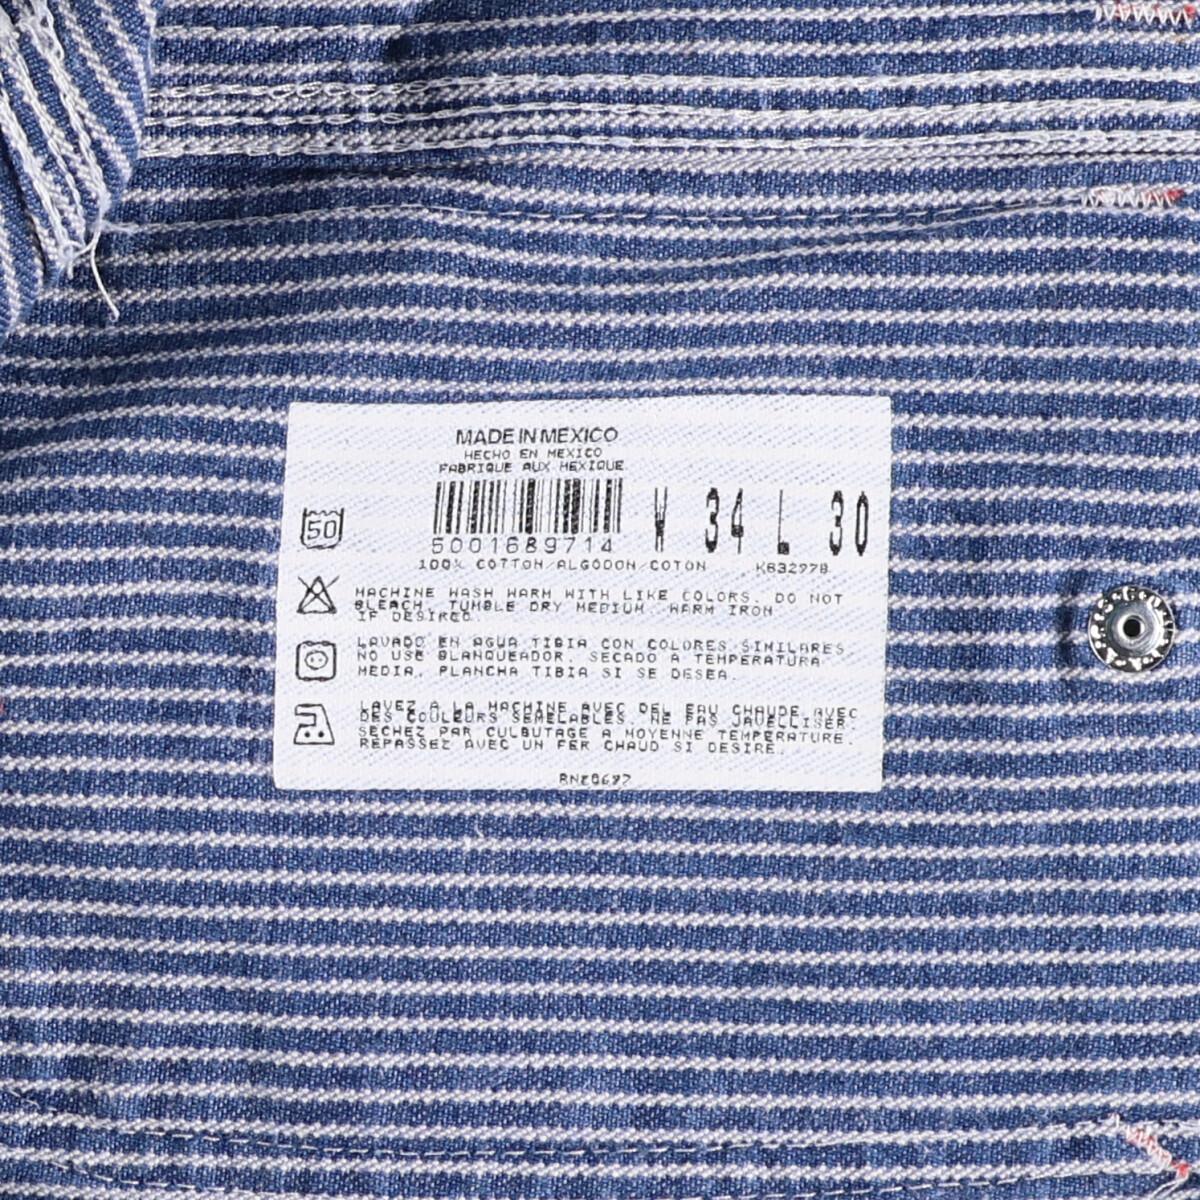 MADE IN MEXICO
HECHO EN MEXICO
FABRIQUE AUX MEXIQUE
5001689714 W 34 L 30
50
100% COTTON/ALGODON/COTON
MACHINE WASH WARM WITH LIKE COLORS. DO NOT
BLEACH. TUMBLE DRY MEDIUM. WARM IRON
IF DESIRED.
LAVADO EN AGUA TIBIA CON COLORES SIMILARES
NO USE BLANQUEADOR. SECADO A TEMPERATURA
MEDIA. PLANCHA TIBIA SI SE DESEA.
LAVEZ A LA MACHINE AVEC DEL EAU CHAUDE AVEC
DES COULEURS SEMELABLES. NE PAS JAVELLISER.
SECHEZ PAR CULBUTAGE A MOYENNE TEMPERATURE.
REPASSEZ AVEC UN FER CHAUD SI DESIRE.